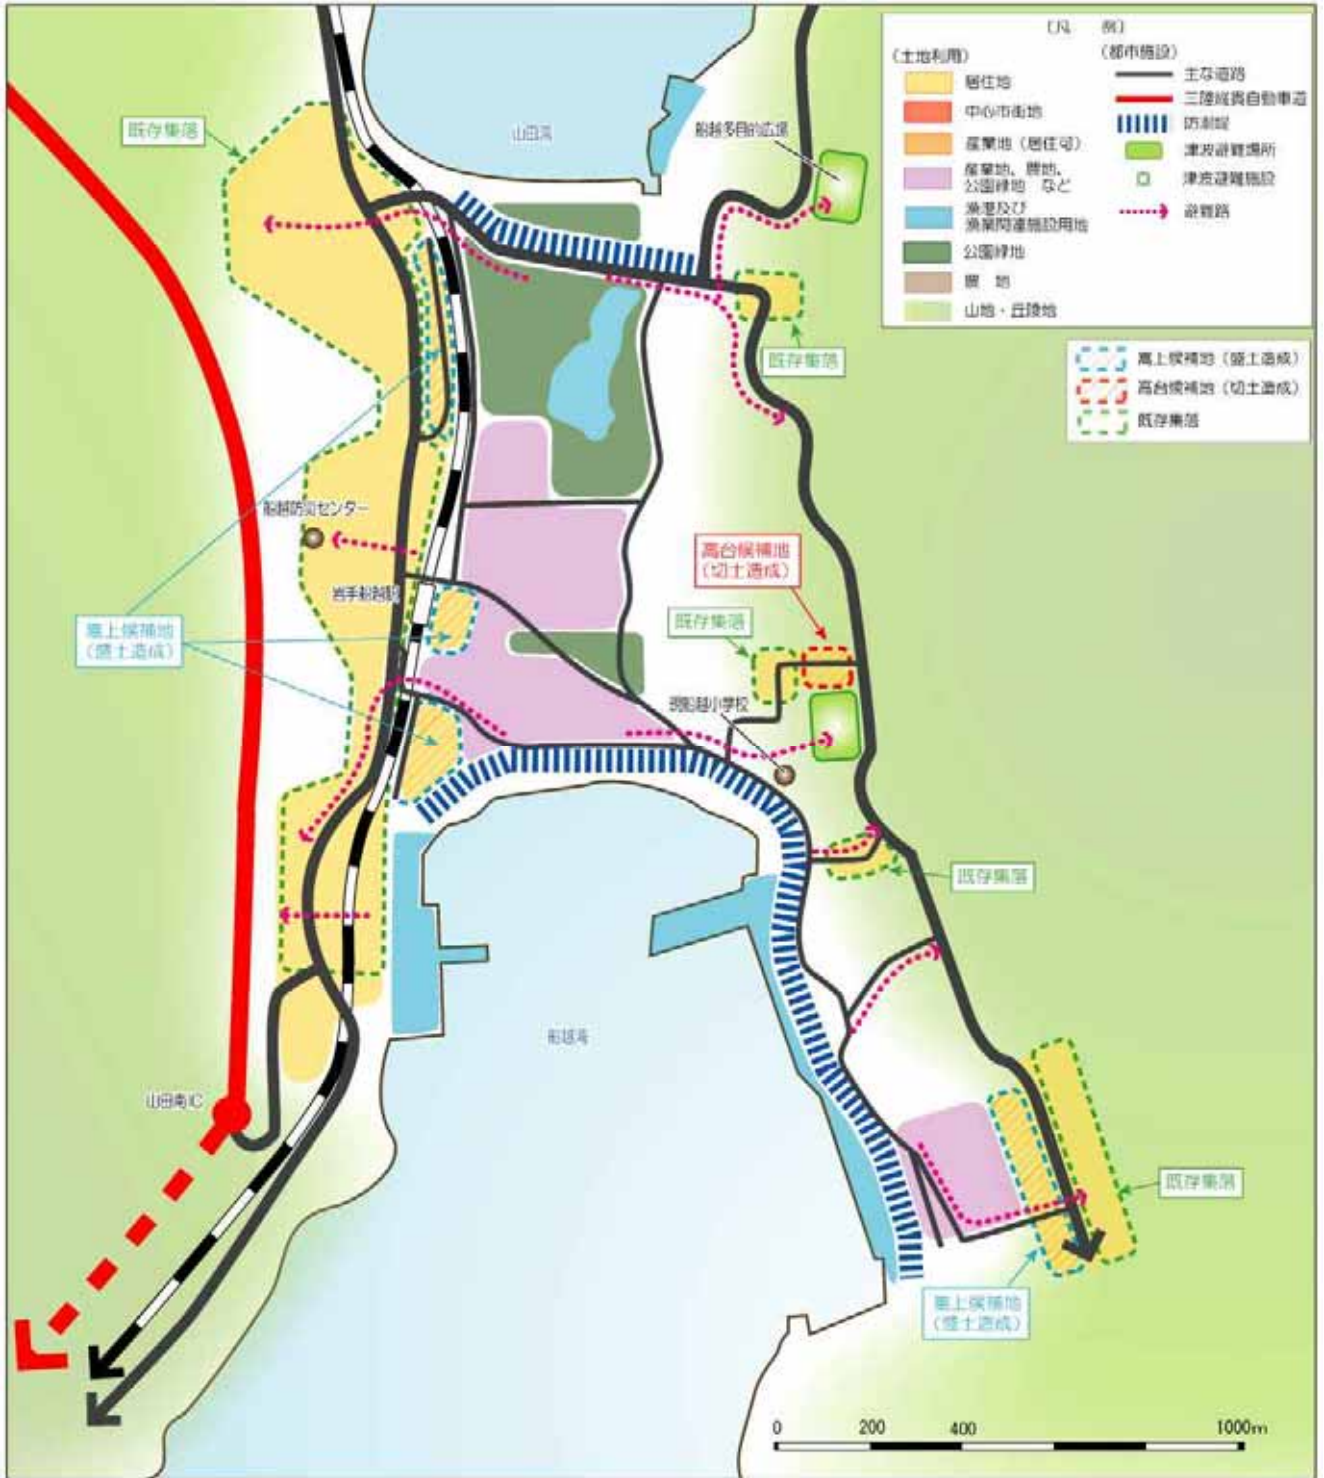 〔凡 例〕
（土地利用）
居住地
中心市街地
産業地（居住可）
産業地、農地、
公園緑地 など
漁港及び
漁業関連施設用地
公園緑地
農 地
山地・丘陵地
（都市施設）
主な道路
三陸縦貫自動車道
防潮堤
津波避難場所
津波避難施設
避難路
嵩上候補地（盛土造成）
高台候補地（切土造成）
既存集落
既存集落
山田湾
船越多目的広場
既存集落
船越防災センター
高台候補地
（切土造成）
岩手船越駅
既存集落
嵩上候補地
（盛土造成）
現船越小学校
既存集落
船越湾
山田南IC
既存集落
嵩上候補地
（盛土造成）
0 200 400 1000m